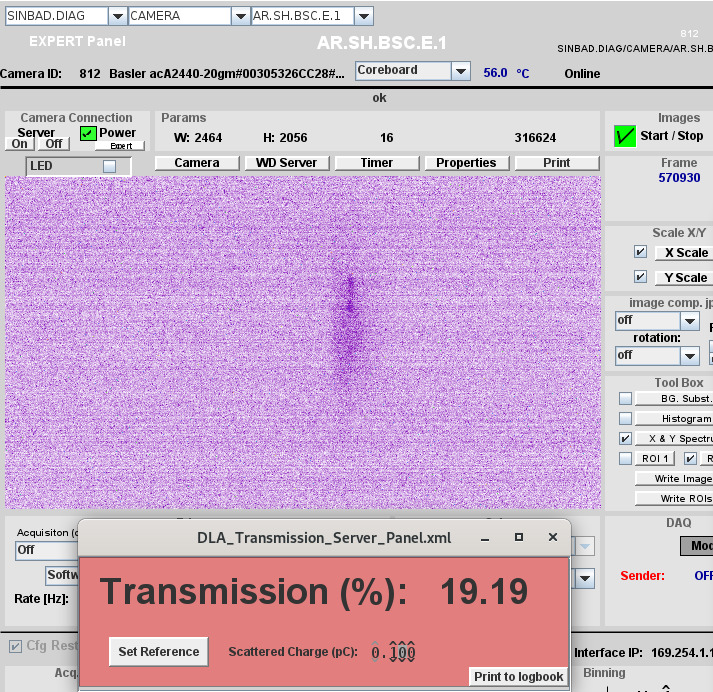 SINBAD.DIAG CAMERA AR.SH.BSC.E.1
EXPERT Panel AR.SH.BSC.E.1 812
SINBAD.DIAG/CAMERA/AR.SH.B
Camera ID: 812 Basler acA2440-20gm#00305326CC28#... Coreboard 56.0 °C Online
ok
Camera Connection Params Images
Server Power W: 2464 H: 2056 16 316624 Start / Stop
On Off Expert
LED Camera WD Server Timer Properties Print Frame
570930
Scale X/Y
X Scale
Y Scale
image comp. jp
off
rotation:
off
Tool Box
BG. Subst.
Histogram
X & Y Spectru
ROI 1
Write Image
Write ROIs
Acquisiton (
Off
DAQ
Mod
Softw
Sender: OFF
Rate [Hz]:
DLA_Transmission_Server_Panel.xml
Transmission (%): 19.19
Set Reference Scattered Charge (pC): 0.100
Print to logbook
Cfg Rest
Interface IP: 169.254.1.1
Acq. Binning